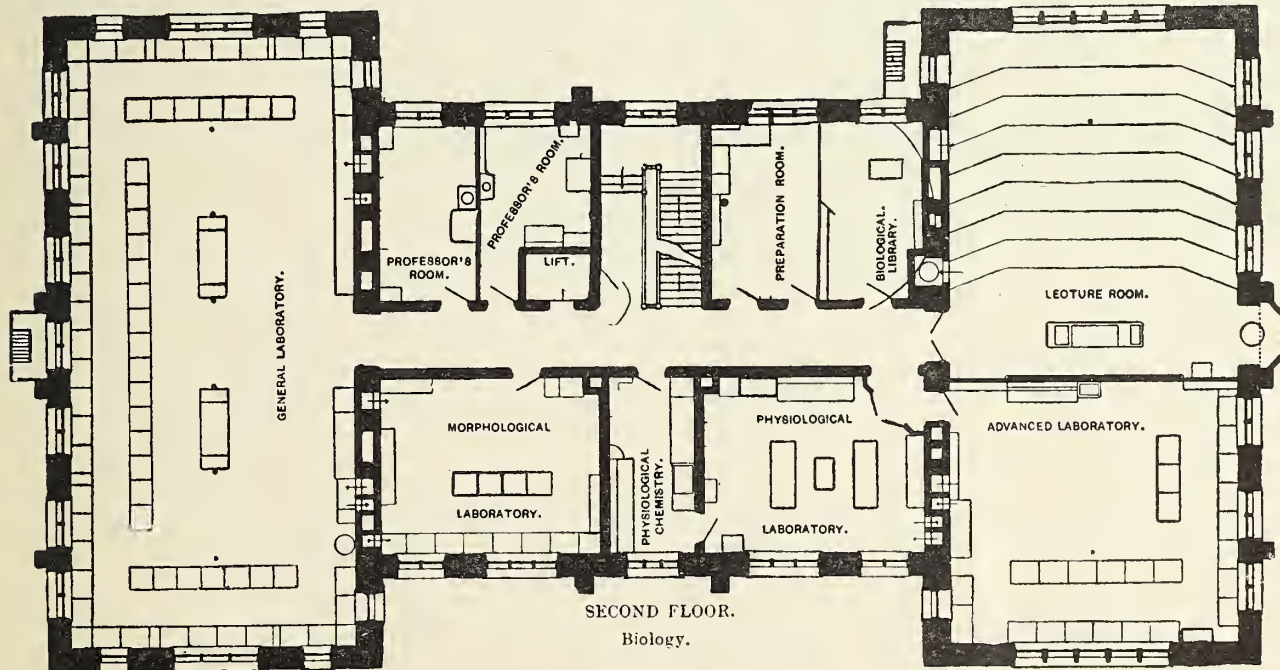 GENERAL LABORATORY.
PROFESSOR'S
ROOM.
PROFESSOR'S ROOM.
LIFT.
PREPARATION ROOM.
BIOLOGICAL
LIBRARY.
LECTURE ROOM.
MORPHOLOGICAL
LABORATORY.
PHYSIOLOGICAL
CHEMISTRY.
PHYSIOLOGICAL
LABORATORY.
ADVANCED LABORATORY.
SECOND FLOOR.
Biology.